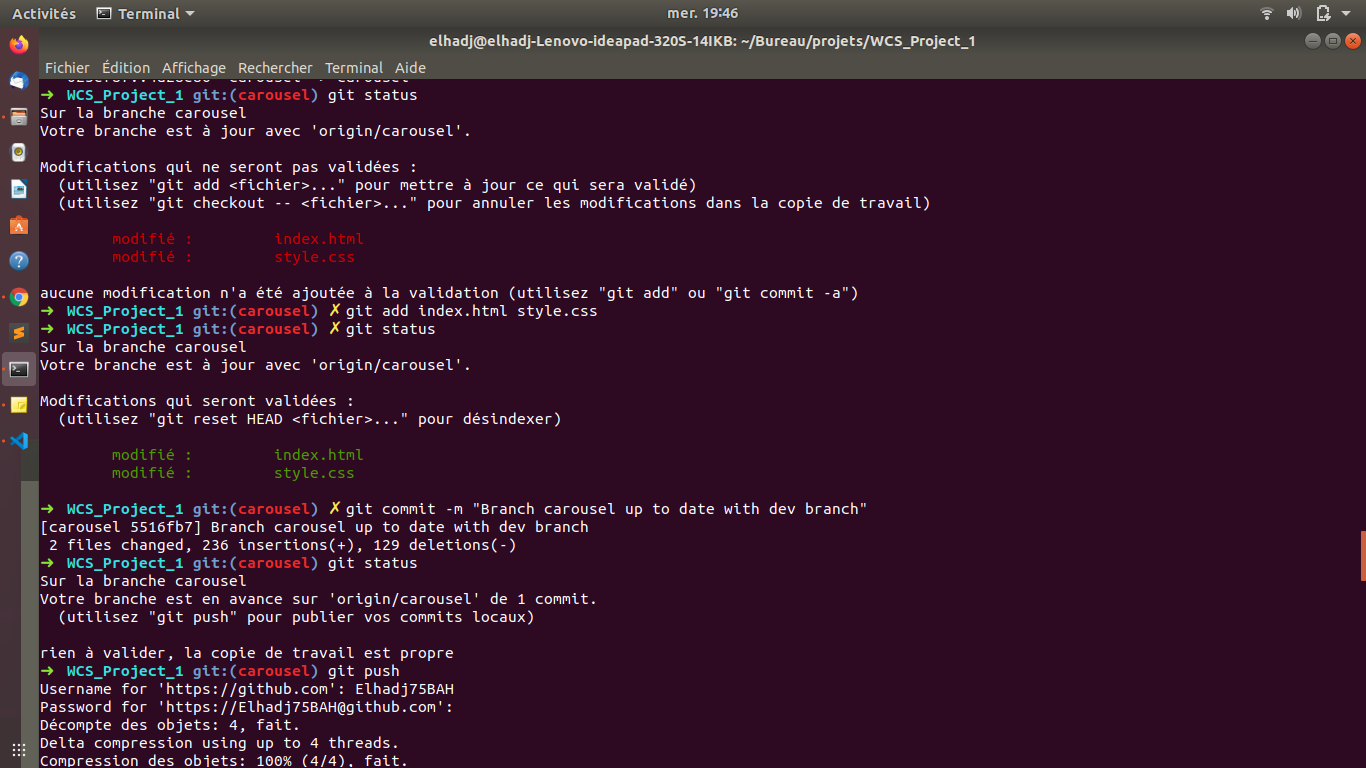 Activités Terminal mer. 19:46
elhadj@elhadj-Lenovo-ideapad-320S-14IKB: ~/Bureau/projets/WCS_Project_1
Fichier Édition Affichage Rechercher Terminal Aide
➜ WCS_Project_1 git:(carousel) git status
Sur la branche carousel
Votre branche est à jour avec 'origin/carousel'.
Modifications qui ne seront pas validées :
(utilisez "git add <fichier>..." pour mettre à jour ce qui sera validé)
(utilisez "git checkout -- <fichier>..." pour annuler les modifications dans la copie de travail)
modifié : index.html
modifié : style.css
aucune modification n'a été ajoutée à la validation (utilisez "git add" ou "git commit -a")
➜ WCS_Project_1 git:(carousel) ✗ git add index.html style.css
➜ WCS_Project_1 git:(carousel) ✗ git status
Sur la branche carousel
Votre branche est à jour avec 'origin/carousel'.
Modifications qui seront validées :
(utilisez "git reset HEAD <fichier>..." pour désindexer)
modifié : index.html
modifié : style.css
➜ WCS_Project_1 git:(carousel) ✗ git commit -m "Branch carousel up to date with dev branch"
[carousel 5516fb7] Branch carousel up to date with dev branch
2 files changed, 236 insertions(+), 129 deletions(-)
➜ WCS_Project_1 git:(carousel) git status
Sur la branche carousel
Votre branche est en avance sur 'origin/carousel' de 1 commit.
(utilisez "git push" pour publier vos commits locaux)
rien à valider, la copie de travail est propre
➜ WCS_Project_1 git:(carousel) git push
Username for 'https://github.com': Elhadj75BAH
Password for 'https://Elhadj75BAH@github.com':
Décompte des objets: 4, fait.
Delta compression using up to 4 threads.
Compression des objets: 100% (4/4), fait.